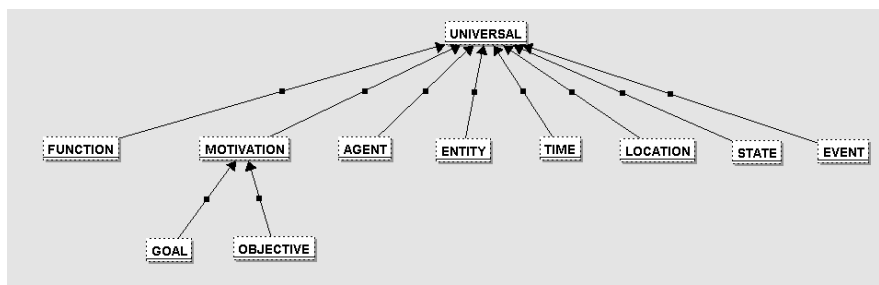 UNIVERSAL
FUNCTION
MOTIVATION
AGENT
ENTITY
TIME
LOCATION
STATE
EVENT
GOAL
OBJECTIVE